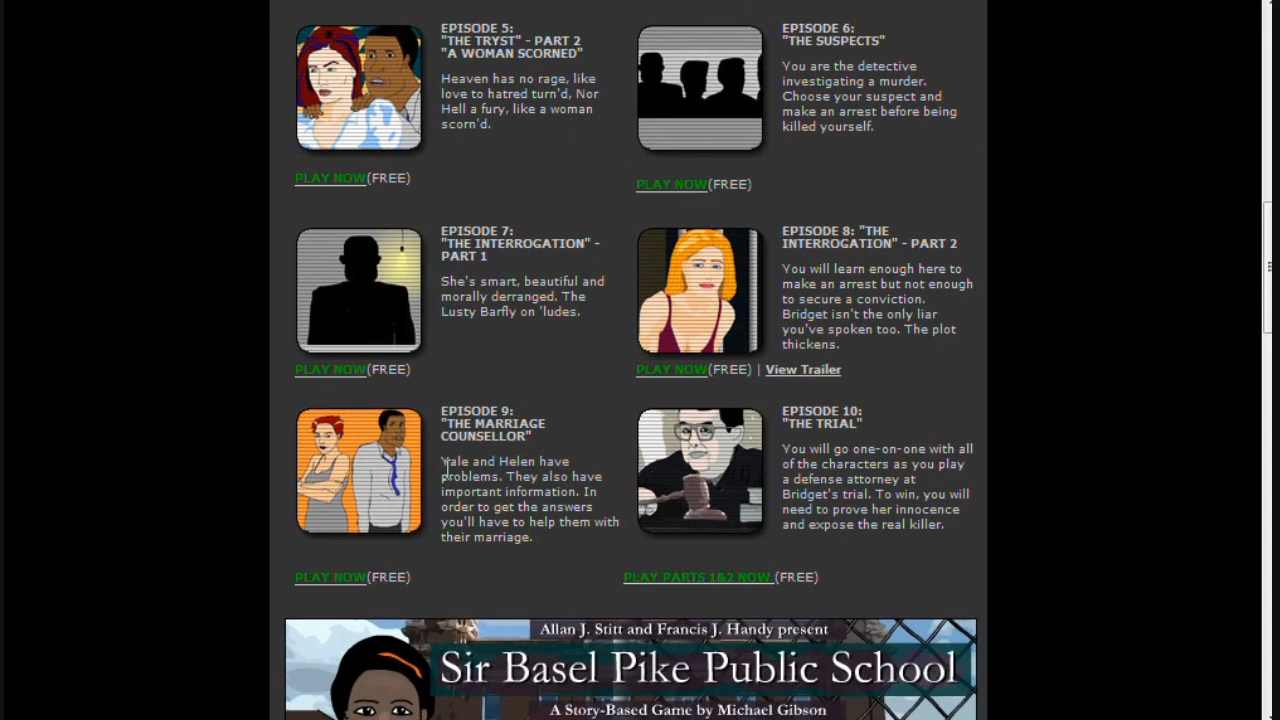 EPISODE 5:
"THE TRYST" - PART 2
"A WOMAN SCORNED"
Heaven has no rage, like
love to hatred turn'd, Nor
Hell a fury, like a woman
scorn'd.
PLAY NOW(FREE)
EPISODE 6:
"THE SUSPECTS"
You are the detective
investigating a murder.
Choose your suspect and
make an arrest before being
killed yourself.
PLAY NOW(FREE)
EPISODE 7:
"THE INTERROGATION" -
PART 1
She's smart, beautiful and
morally derranged. The
Lusty Barfly on 'ludes.
PLAY NOW(FREE)
EPISODE 8: "THE
INTERROGATION" - PART 2
You will learn enough here to
make an arrest but not enough
to secure a conviction.
Bridget isn't the only liar
you've spoken too. The plot
thickens.
PLAY NOW(FREE) | View Trailer
EPISODE 9:
"THE MARRIAGE
COUNSELLOR"
Yale and Helen have
problems. They also have
important information. In
order to get the answers
you'll have to help them with
their marriage.
PLAY NOW(FREE)
EPISODE 10:
"THE TRIAL"
You will go one-on-one with all
of the characters as you play
a defense attorney at
Bridget's trial. To win, you will
need to prove her innocence
and expose the real killer.
PLAY PARTS 1&2 NOW (FREE)
Allan J. Stitt and Francis J. Handy present
Sir Basel Pike Public School
A Story-Based Game by Michael Gibson